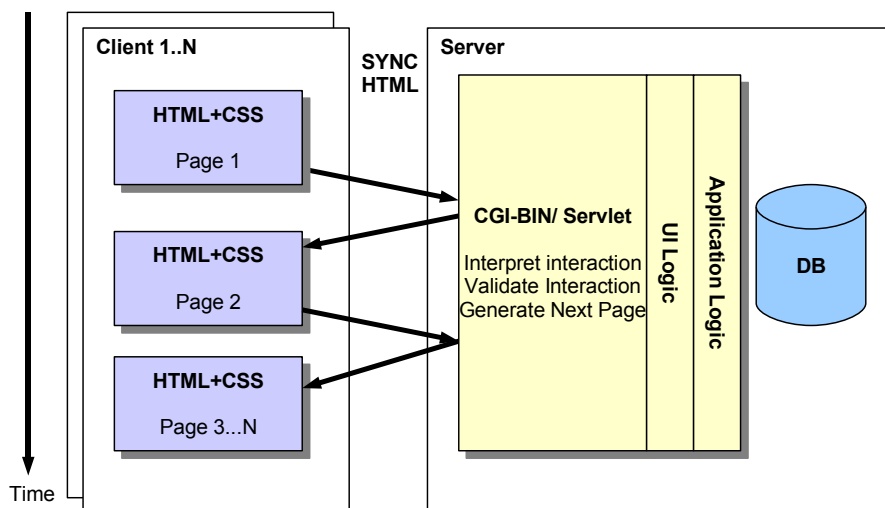 Client 1..N
SYNC
HTML
Server
HTML+CSS
Page 1
HTML+CSS
Page 2
HTML+CSS
Page 3...N
CGI-BIN/ Servlet
Interpret interaction
Validate Interaction
Generate Next Page
UI Logic
Application Logic
DB
Time